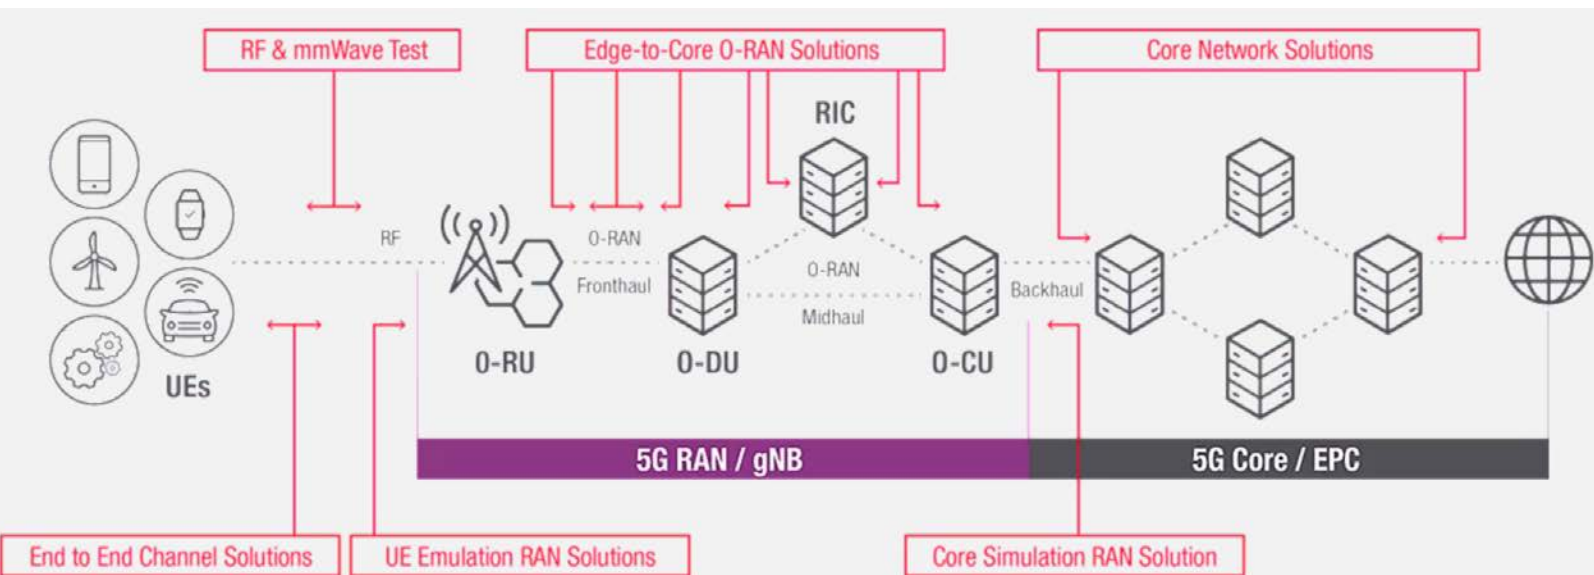 RF & mmWave Test
Edge-to-Core O-RAN Solutions
Core Network Solutions
RIC
RF
O-RAN
Fronthaul
O-RAN
Midhaul
Backhaul
UEs
O-RU
O-DU
O-CU
5G RAN / gNB
5G Core / EPC
End to End Channel Solutions
UE Emulation RAN Solutions
Core Simulation RAN Solution